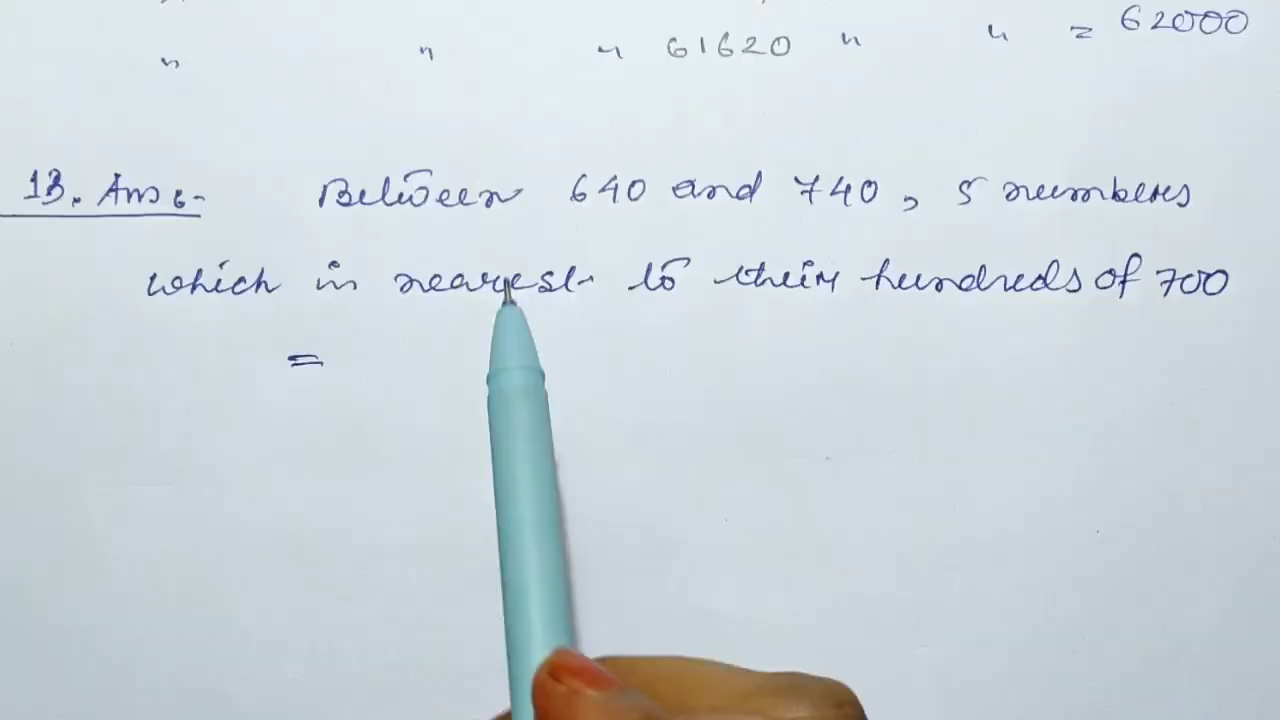 " " " 61620 " " = 62000
13. Ans:- Between 640 and 740, 5 numbers
which is nearest to their hundreds of 700
=